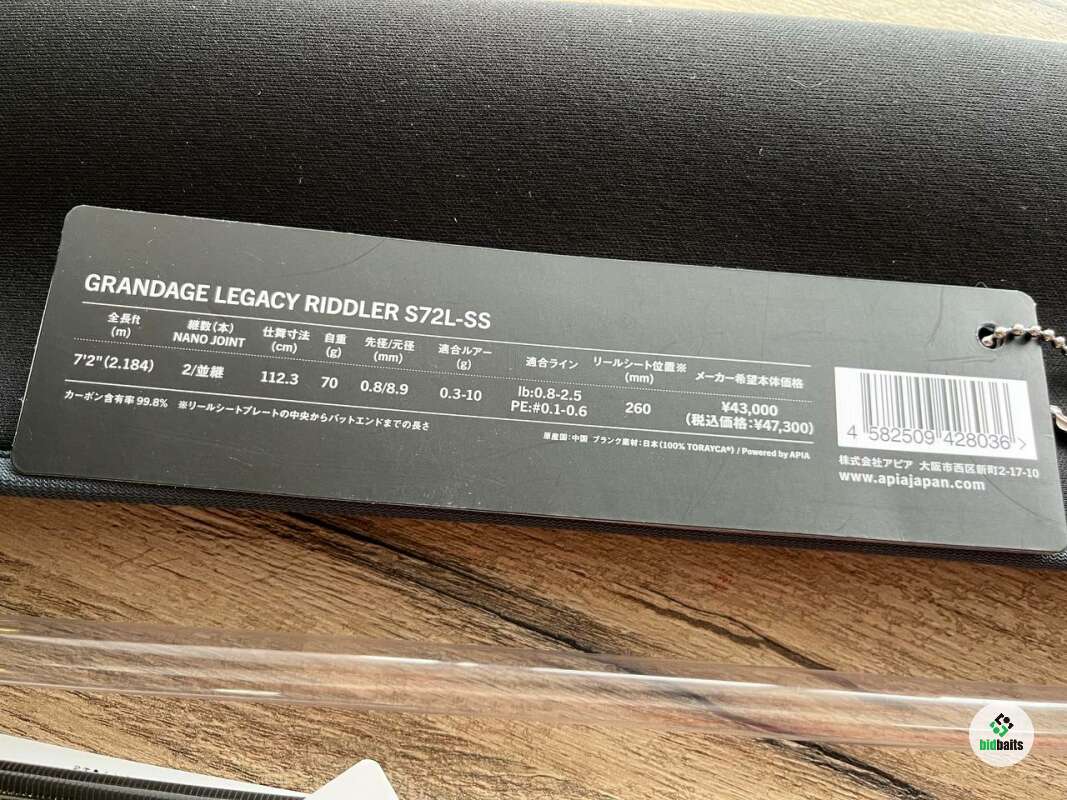 GRANDAGE LEGACY RIDDLER S72L-SS
全長ft (m) 継数(本) NANO JOINT 仕舞寸法 (cm) 自重 (g) 先径/元径 (mm) 適合ルアー (g) 適合ライン リールシート位置※ (mm) メーカー希望本体価格
7'2"(2.184) 2/並継 112.3 70 0.8/8.9 0.3-10 lb:0.8-2.5 PE:#0.1-0.6 260 ¥43,000 (税込価格:¥47,300)
カーボン含有率 99.8% ※リールシートプレートの中央からバットエンドまでの長さ
原産国:中国 ブランク素材:日本(100% TORAYCA®) / Powered by APIA
4 582509 428036 >
株式会社アピア 大阪市西区新町2-17-10
www.apiajapan.com
bidbaits